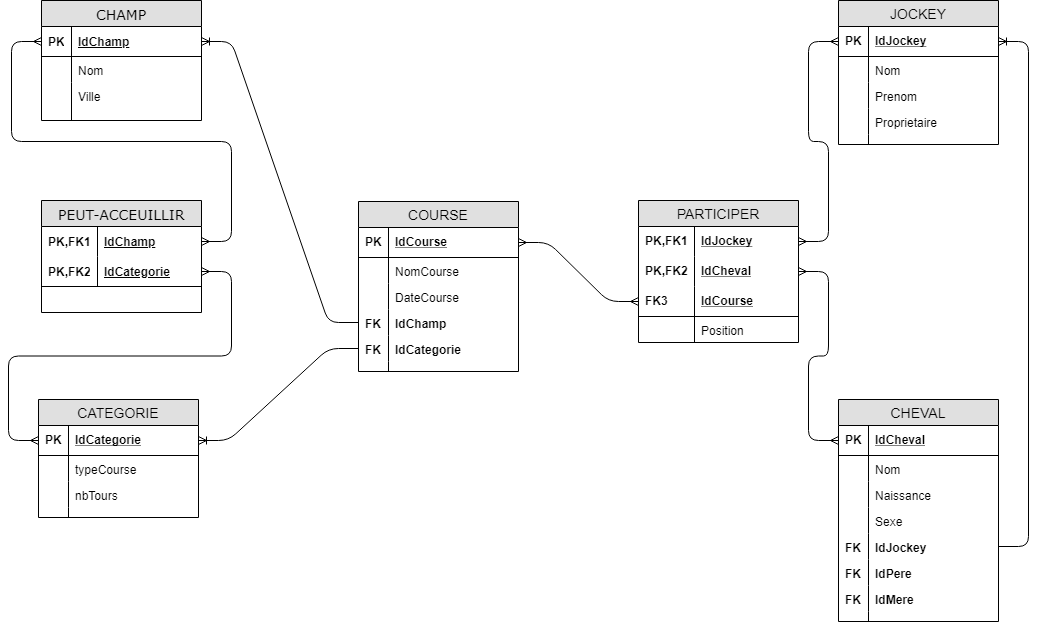 CHAMP
PK IdChamp
Nom
Ville
PEUT-ACCEUILLIR
PK,FK1 IdChamp
PK,FK2 IdCategorie
CATEGORIE
PK IdCategorie
typeCourse
nbTours
COURSE
PK IdCourse
NomCourse
DateCourse
FK IdChamp
FK IdCategorie
PARTICIPER
PK,FK1 IdJockey
PK,FK2 IdCheval
FK3 IdCourse
Position
JOCKEY
PK IdJockey
Nom
Prenom
Proprietaire
CHEVAL
PK IdCheval
Nom
Naissance
Sexe
FK IdJockey
FK IdPere
FK IdMere